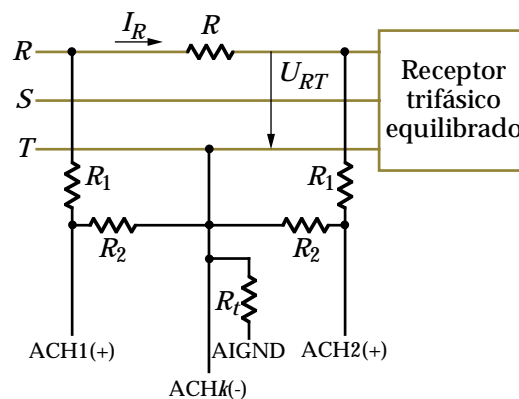 I_R R
R
U_RT
S
T
Receptor
trifásico
equilibrado
R_1 R_1
R_2 R_2
R_t
ACH1(+) AIGND ACH2(+)
ACHk(-)